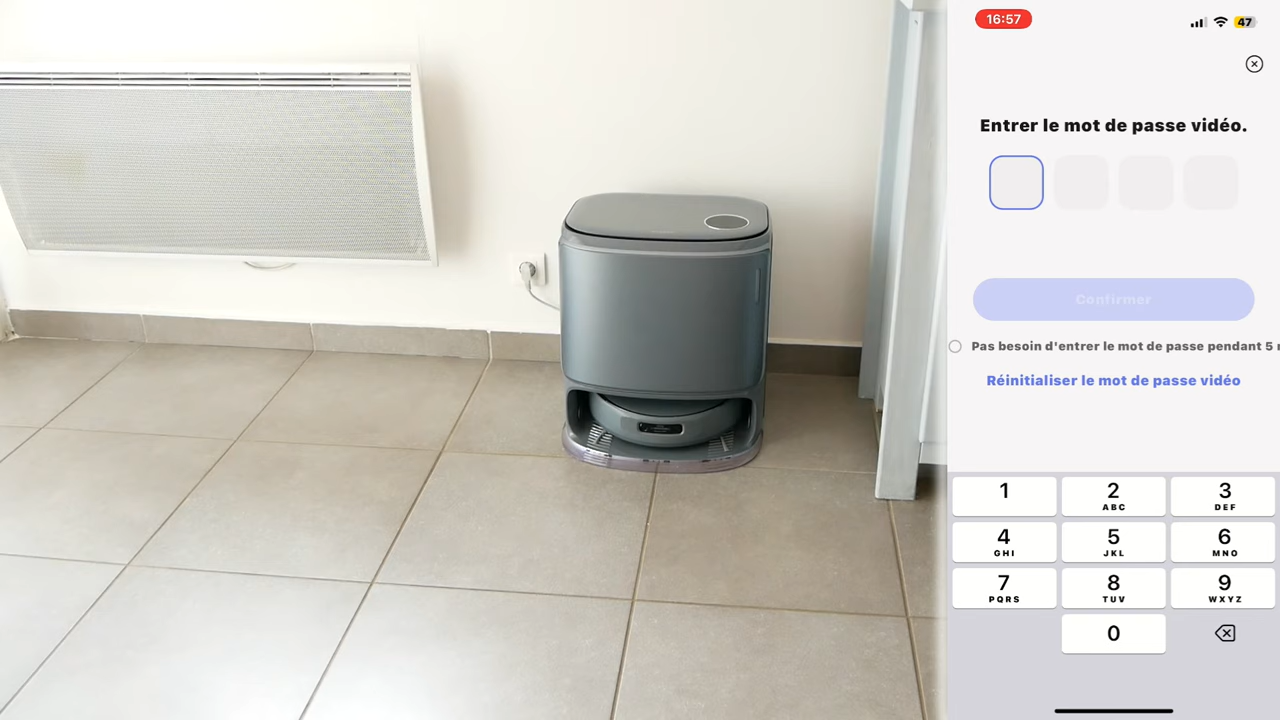 16:57
47
Entrer le mot de passe vidéo.
Confirmer
Pas besoin d'entrer le mot de passe pendant 5
Réinitialiser le mot de passe vidéo
1
2
ABC
3
DEF
4
GHI
5
JKL
6
MNO
7
PQRS
8
TUV
9
WXYZ
0